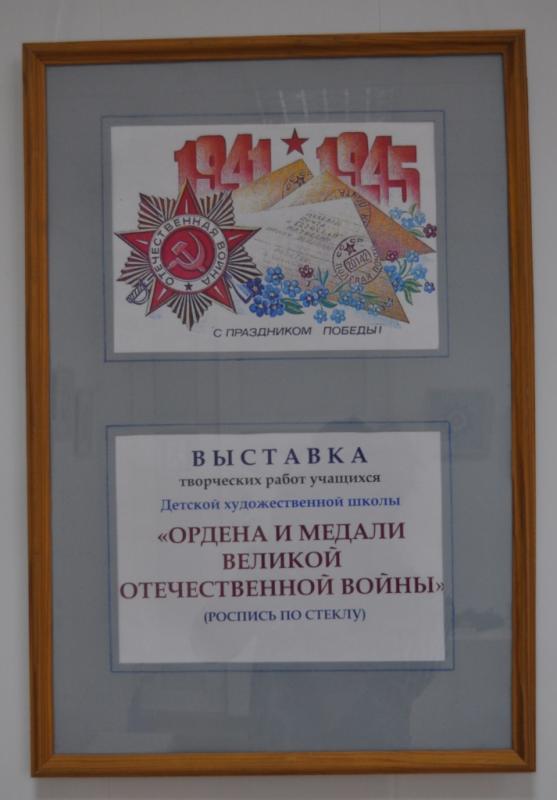 1941 1945
ОТЕЧЕСТВЕННАЯ ВОЙНА
С ПРАЗДНИКОМ ПОБЕДЫ!
ВЫСТАВКА
творческих работ учащихся
Детской художественной школы
«ОРДЕНА И МЕДАЛИ
ВЕЛИКОЙ
ОТЕЧЕСТВЕННОЙ ВОЙНЫ»
(РОСПИСЬ ПО СТЕКЛУ)